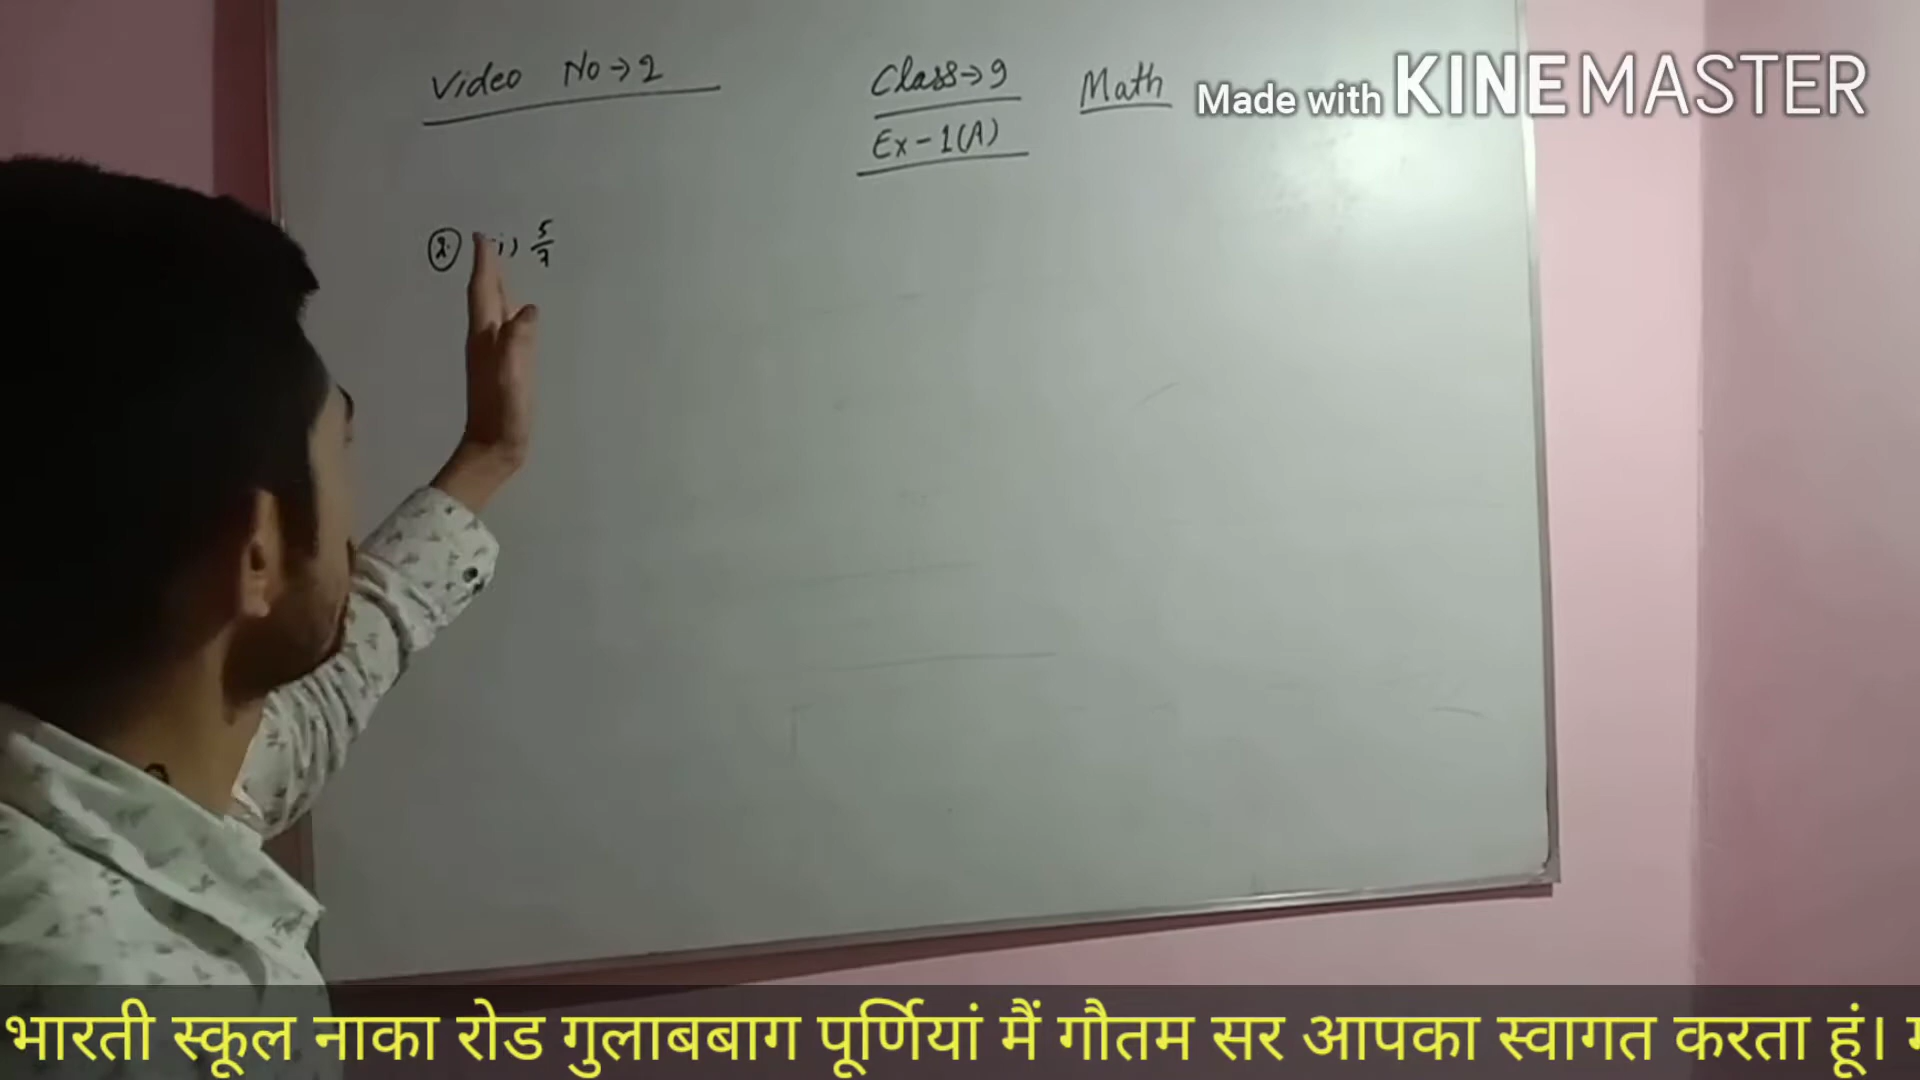 Video No→2
Class→9 Math
Made with KINEMASTER
Ex-1(A)
2. i) 5/7
भारती स्कूल नाका रोड गुलाबबाग पूर्णियां मैं गौतम सर आपका स्वागत करता हूं।